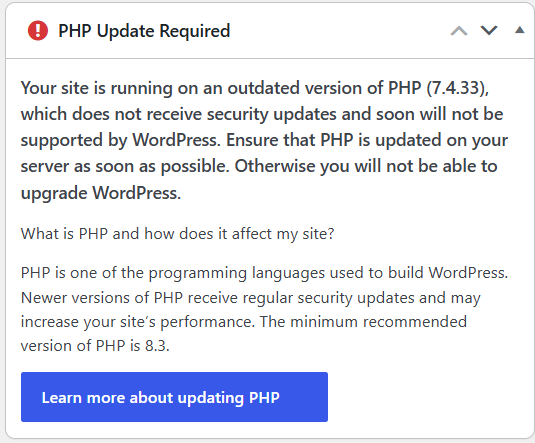 PHP Update Required
Your site is running on an outdated version of PHP (7.4.33),
which does not receive security updates and soon will not be
supported by WordPress. Ensure that PHP is updated on your
server as soon as possible. Otherwise you will not be able to
upgrade WordPress.
What is PHP and how does it affect my site?
PHP is one of the programming languages used to build WordPress.
Newer versions of PHP receive regular security updates and may
increase your site’s performance. The minimum recommended
version of PHP is 8.3.
Learn more about updating PHP